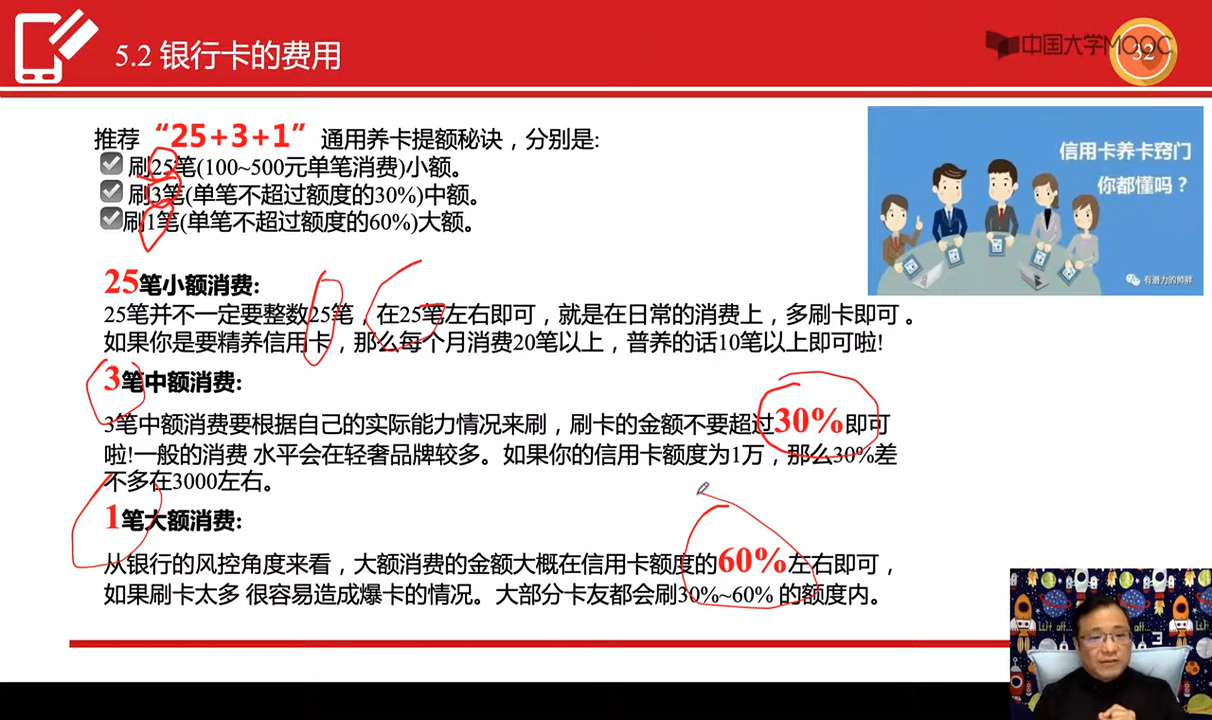 5.2 银行卡的费用
中国大学MOOC
32
推荐“25+3+1”通用养卡提额秘诀，分别是:
刷25笔(100~500元单笔消费)小额。
刷3笔(单笔不超过额度的30%)中额。
刷1笔(单笔不超过额度的60%)大额。
信用卡养卡窍门
你都懂吗？
有潜力的帅胖
25笔小额消费:
25笔并不一定要整数25笔，在25笔左右即可，就是在日常的消费上，多刷卡即可。
如果你是要精养信用卡，那么每个月消费20笔以上，普养的话10笔以上即可啦!
3笔中额消费:
3笔中额消费要根据自己的实际能力情况来刷，刷卡的金额不要超过30%即可
啦!一般的消费 水平会在轻奢品牌较多。如果你的信用卡额度为1万，那么30%差
不多在3000左右。
1笔大额消费:
从银行的风控角度来看，大额消费的金额大概在信用卡额度的60%左右即可，
如果刷卡太多 很容易造成爆卡的情况。大部分卡友都会刷30%~60% 的额度内。